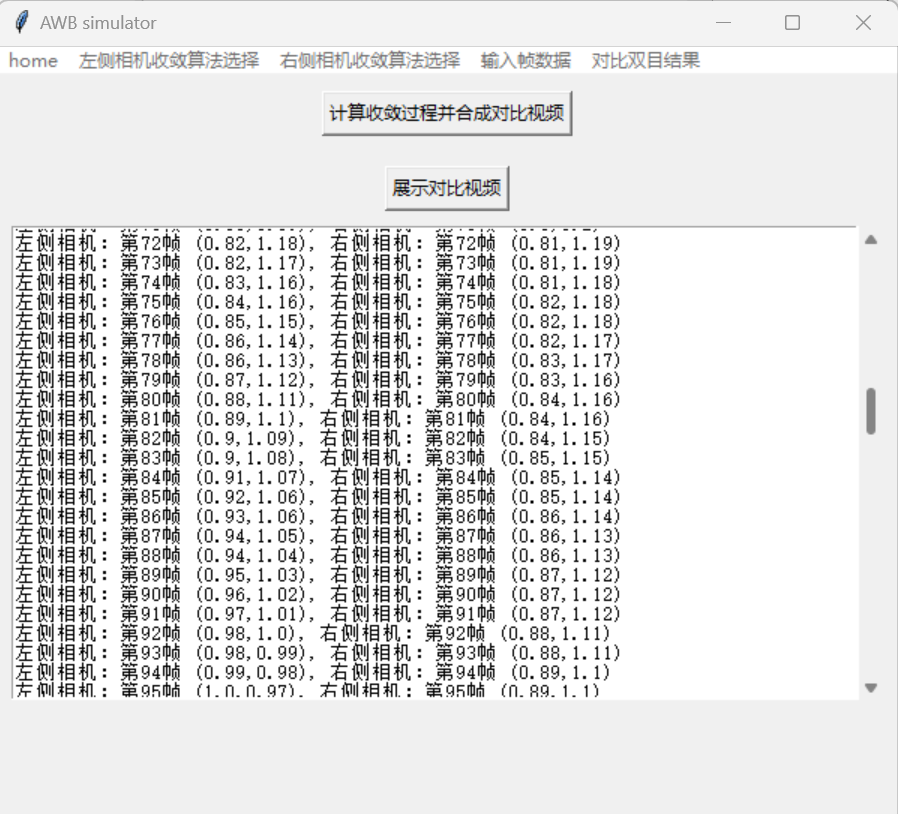 AWB simulator
home 左侧相机收敛算法选择 右侧相机收敛算法选择 输入帧数据 对比双目结果
计算收敛过程并合成对比视频
展示对比视频
左侧相机: 第72帧 (0.82,1.18), 右侧相机: 第72帧 (0.81,1.19)
左侧相机: 第73帧 (0.82,1.17), 右侧相机: 第73帧 (0.81,1.19)
左侧相机: 第74帧 (0.83,1.16), 右侧相机: 第74帧 (0.81,1.18)
左侧相机: 第75帧 (0.84,1.16), 右侧相机: 第75帧 (0.82,1.18)
左侧相机: 第76帧 (0.85,1.15), 右侧相机: 第76帧 (0.82,1.18)
左侧相机: 第77帧 (0.86,1.14), 右侧相机: 第77帧 (0.82,1.17)
左侧相机: 第78帧 (0.86,1.13), 右侧相机: 第78帧 (0.83,1.17)
左侧相机: 第79帧 (0.87,1.12), 右侧相机: 第79帧 (0.83,1.16)
左侧相机: 第80帧 (0.88,1.11), 右侧相机: 第80帧 (0.84,1.16)
左侧相机: 第81帧 (0.89,1.1), 右侧相机: 第81帧 (0.84,1.16)
左侧相机: 第82帧 (0.9,1.09), 右侧相机: 第82帧 (0.84,1.15)
左侧相机: 第83帧 (0.9,1.08), 右侧相机: 第83帧 (0.85,1.15)
左侧相机: 第84帧 (0.91,1.07), 右侧相机: 第84帧 (0.85,1.14)
左侧相机: 第85帧 (0.92,1.06), 右侧相机: 第85帧 (0.85,1.14)
左侧相机: 第86帧 (0.93,1.06), 右侧相机: 第86帧 (0.86,1.14)
左侧相机: 第87帧 (0.94,1.05), 右侧相机: 第87帧 (0.86,1.13)
左侧相机: 第88帧 (0.94,1.04), 右侧相机: 第88帧 (0.86,1.13)
左侧相机: 第89帧 (0.95,1.03), 右侧相机: 第89帧 (0.87,1.12)
左侧相机: 第90帧 (0.96,1.02), 右侧相机: 第90帧 (0.87,1.12)
左侧相机: 第91帧 (0.97,1.01), 右侧相机: 第91帧 (0.87,1.12)
左侧相机: 第92帧 (0.98,1.0), 右侧相机: 第92帧 (0.88,1.11)
左侧相机: 第93帧 (0.98,0.99), 右侧相机: 第93帧 (0.88,1.11)
左侧相机: 第94帧 (0.99,0.98), 右侧相机: 第94帧 (0.89,1.1)
左侧相机: 第95帧 (1.0,0.97), 右侧相机: 第95帧 (0.89,1.1)